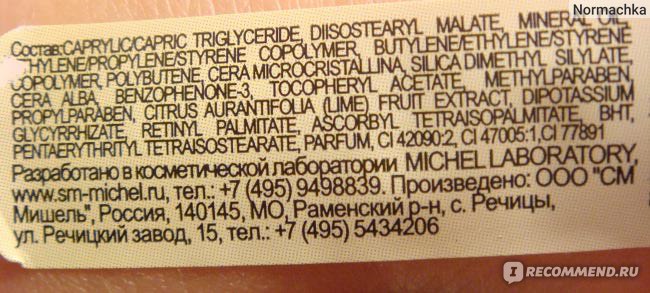 Normachka
Состав:CAPRYLIC/CAPRIC TRIGLYCERIDE, DIISOSTEARYL MALATE, MINERAL OIL,
HYLENE/PROPYLENE/STYRENE COPOLYMER, BUTYLENE/ETHYLENE/STYRENE
COPOLYMER, POLYBUTENE, CERA MICROCRISTALLINA, SILICA DIMETHYL SILYLATE,
CERA ALBA, BENZOPHENONE-3, TOCOPHERYL ACETATE, METHYLPARABEN,
PROPYLPARABEN, CITRUS AURANTIFOLIA (LIME) FRUIT EXTRACT, DIPOTASSIUM
GLYCYRRHIZATE, RETINYL PALMITATE, ASCORBYL TETRAISOPALMITATE, BHT,
PENTAERYTHRITYL TETRAISOSTEARATE, PARFUM, CI 42090:2, CI 47005:1,CI 77891
Разработано в косметической лаборатории MICHEL LABORATORY,
www.sm-michel.ru, тел.: +7 (495) 9498839. Произведено: ООО "СМ
Мишель", Россия, 140145, МО, Раменский р-н, с. Речицы,
ул. Речицкий завод, 15, тел.: +7 (495) 5434206
I RECOMMEND.RU